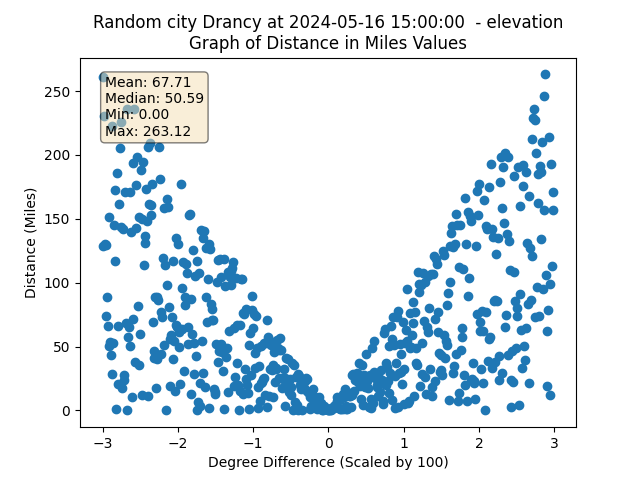 Random city Drancy at 2024-05-16 15:00:00  - elevation
Graph of Distance in Miles Values
Mean: 67.71
Median: 50.59
Min: 0.00
Max: 263.12
Distance (Miles)
250
200
150
100
50
0
−3 −2 −1 0 1 2 3
Degree Difference (Scaled by 100)